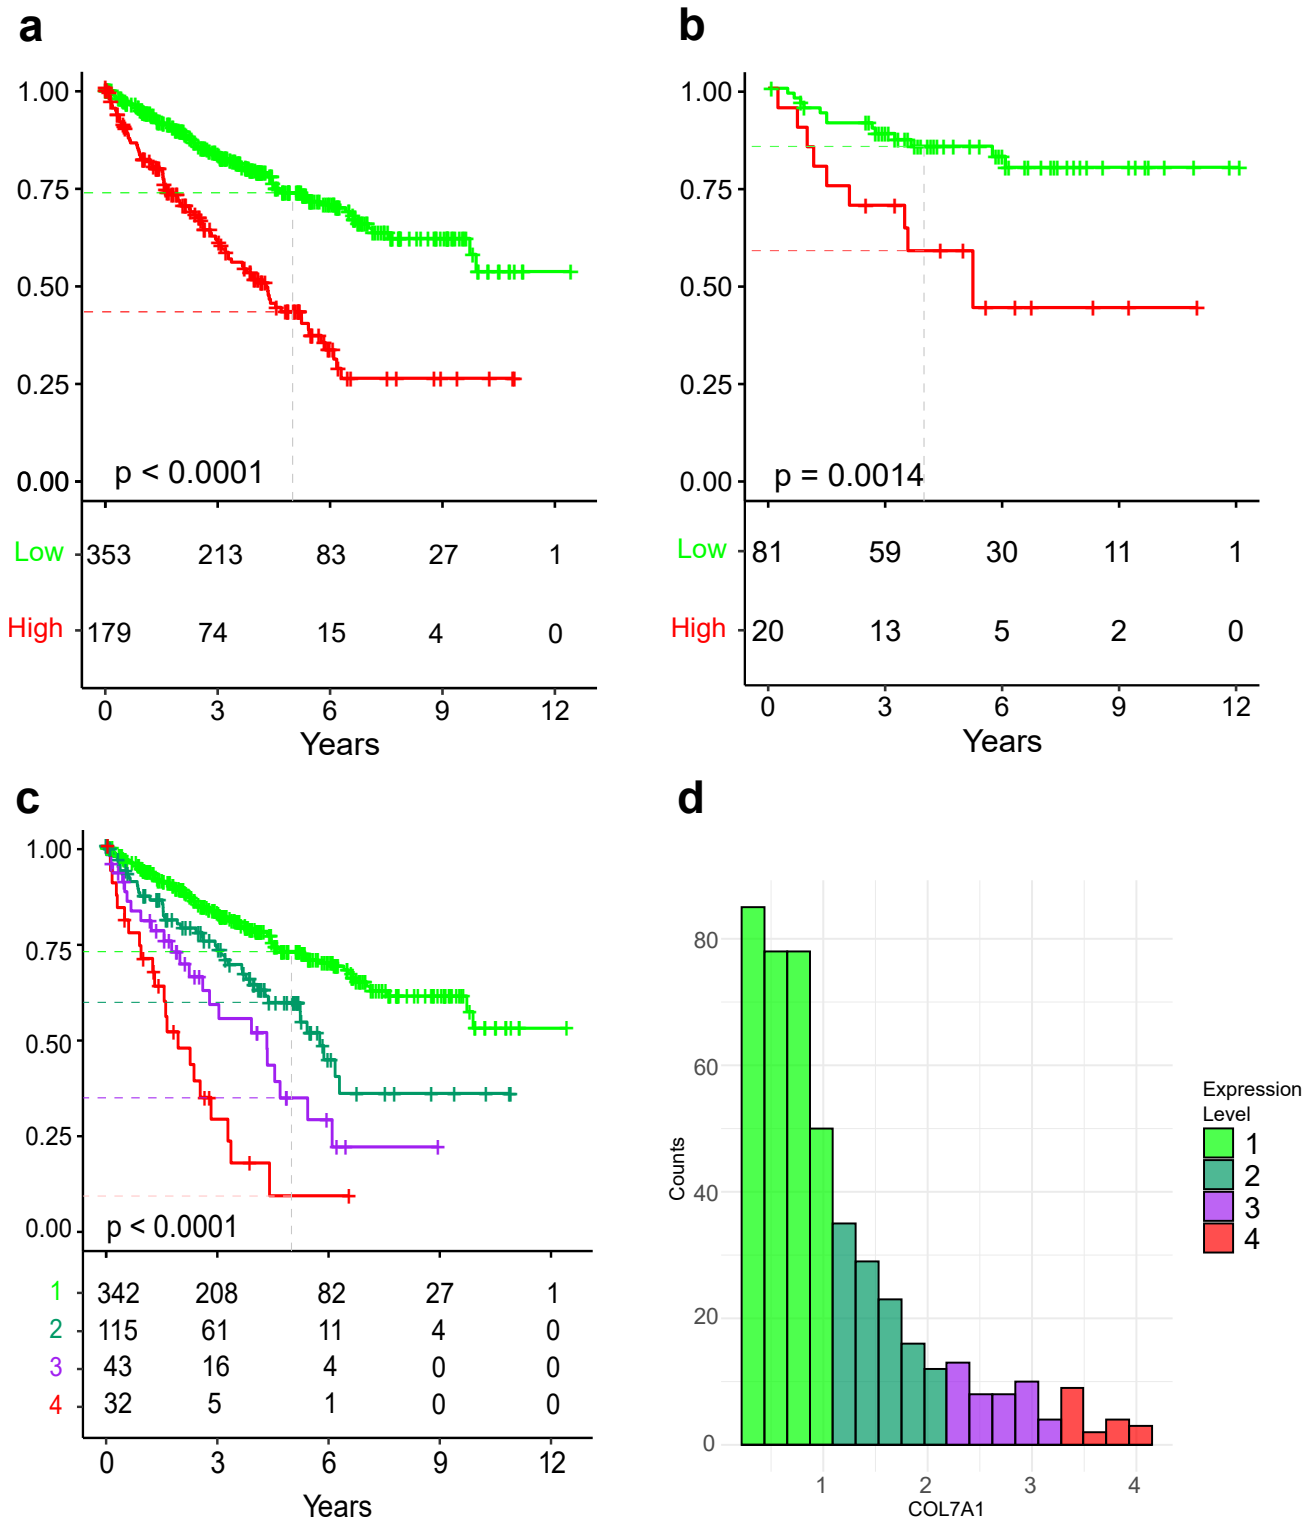 a
1.00
0.75
0.50
0.25
0.00
p < 0.0001
Low 353 213 83 27 1
High 179 74 15 4 0
0 3 6 9 12
Years
b
1.00
0.75
0.50
0.25
0.00
p = 0.0014
Low 81 59 30 11 1
High 20 13 5 2 0
0 3 6 9 12
Years
c
1.00
0.75
0.50
0.25
0.00
p < 0.0001
1 342 208 82 27 1
2 115 61 11 4 0
3 43 16 4 0 0
4 32 5 1 0 0
0 3 6 9 12
Years
d
80
60
40
20
0
Counts
1 2 3 4
COL7A1
Expression
Level
1
2
3
4